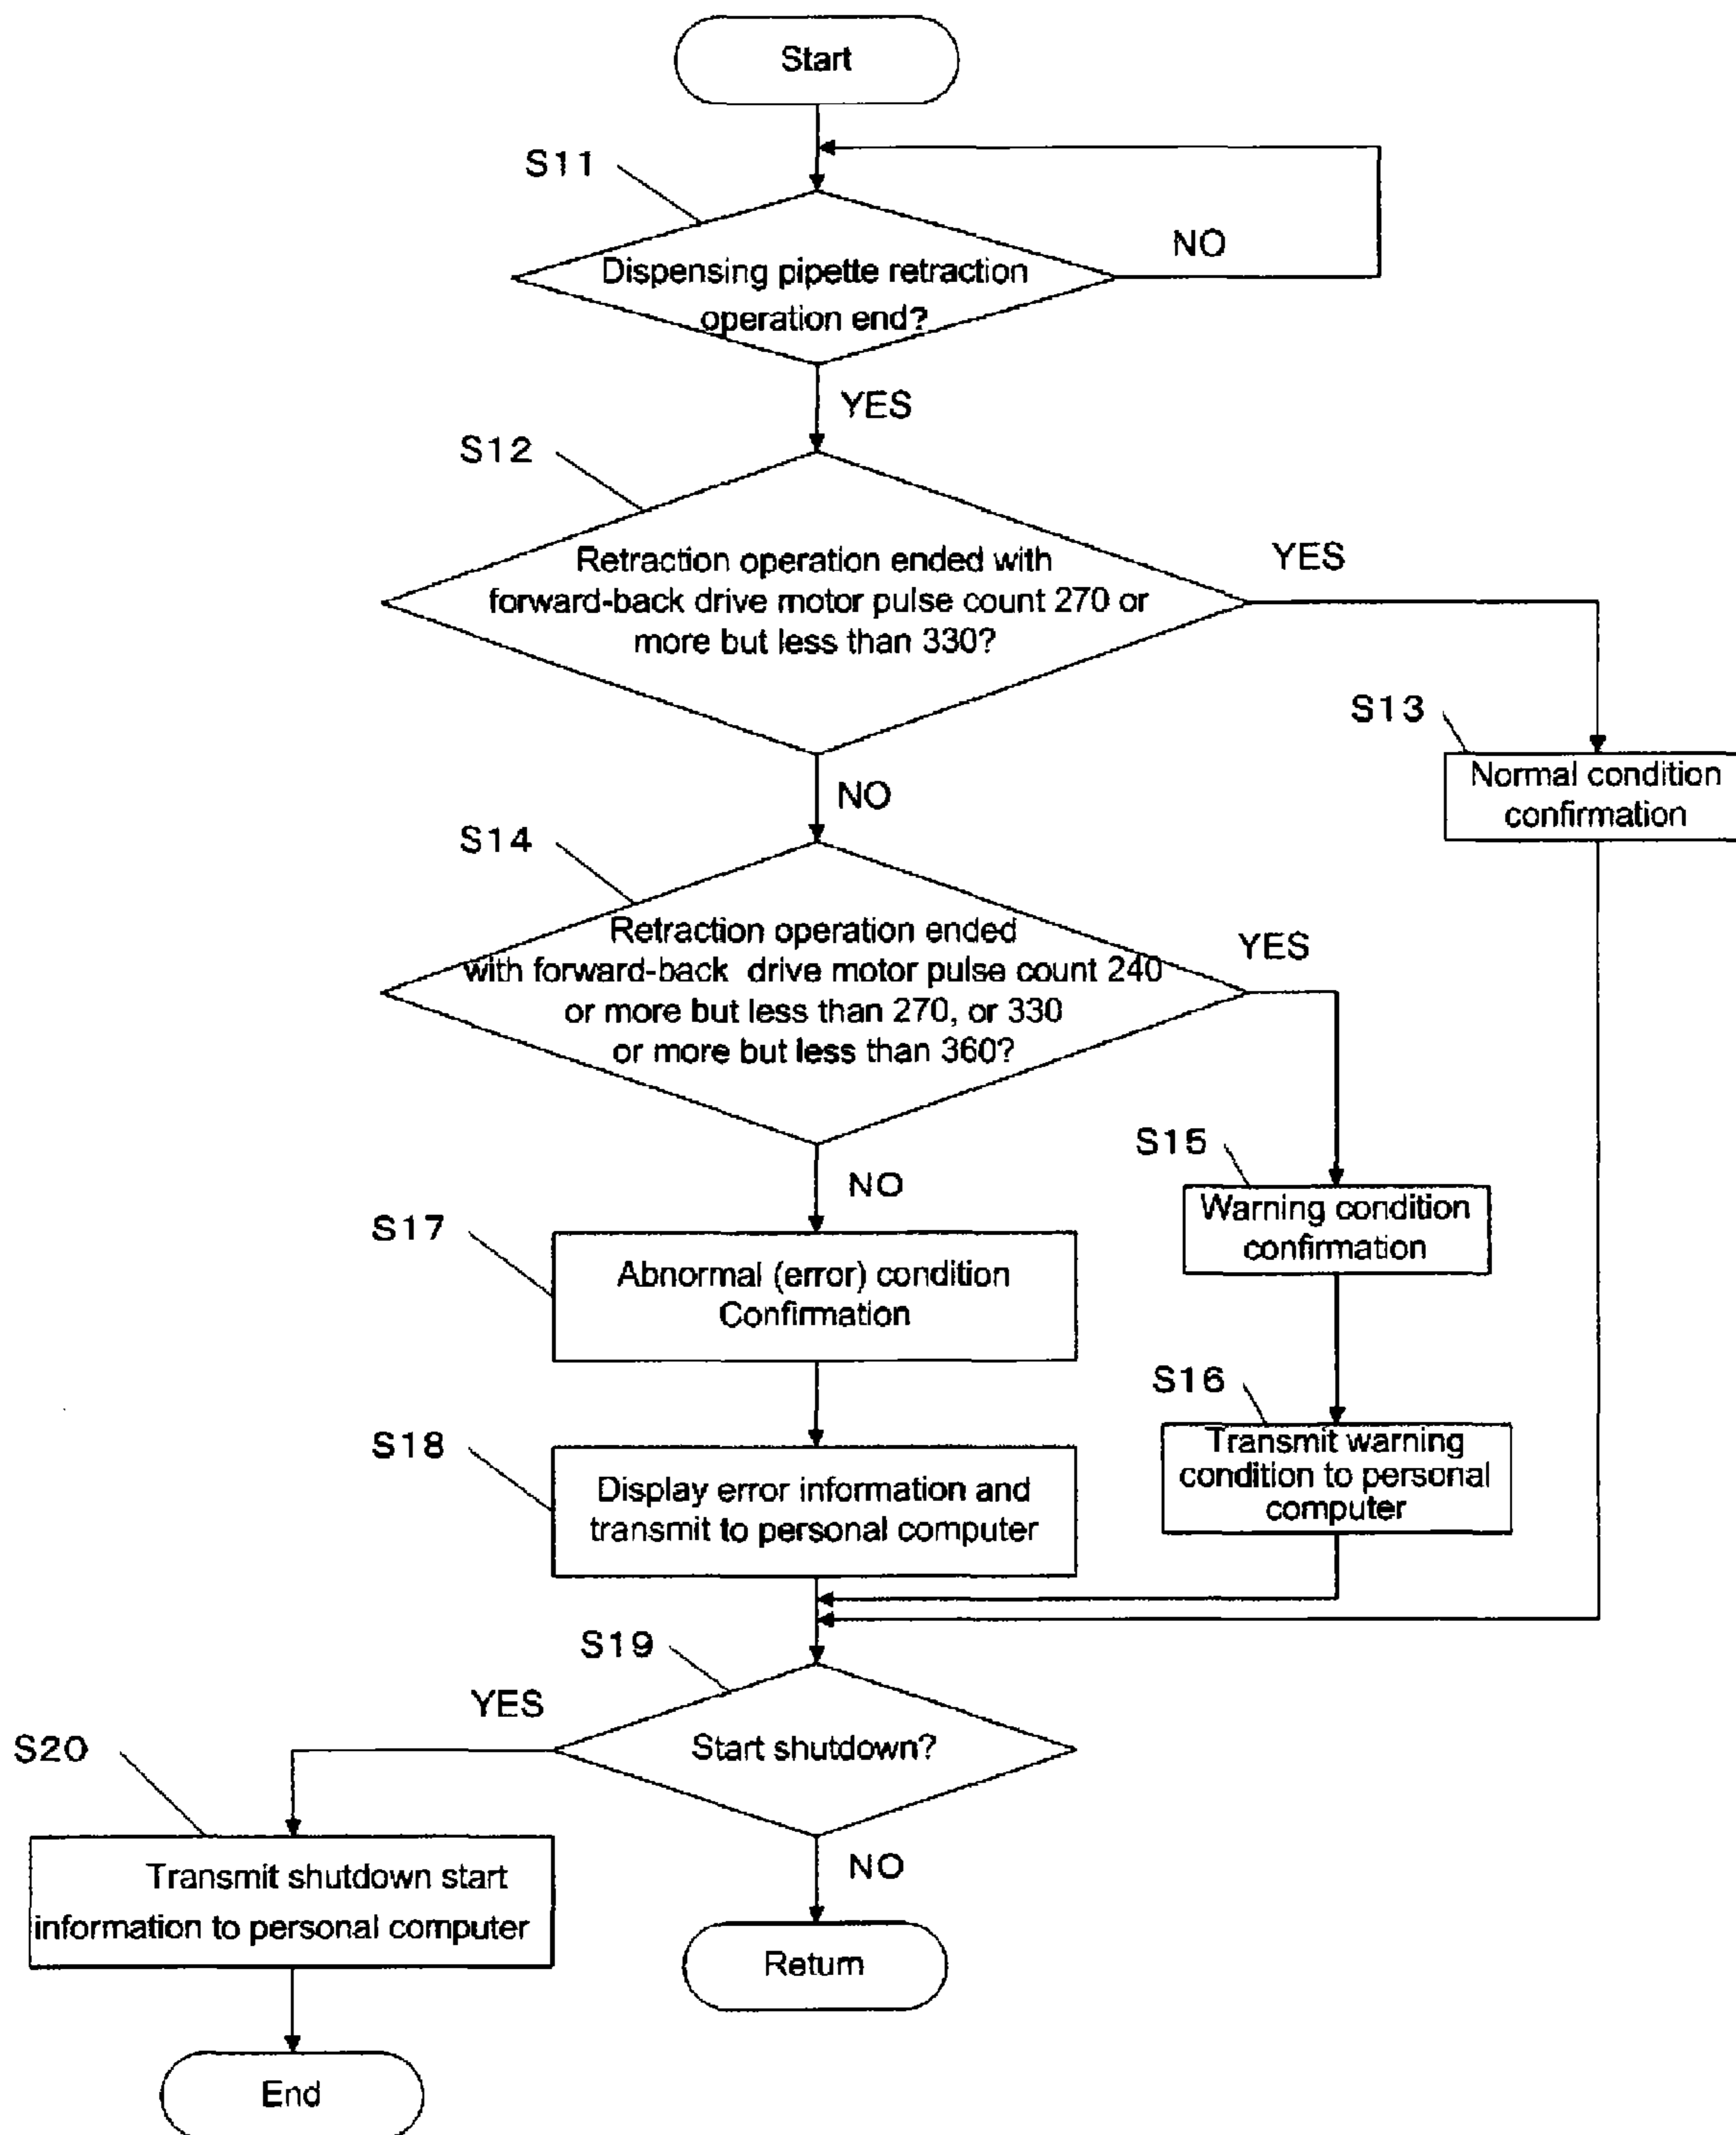 Start
S11
NO
Dispensing pipette retraction
operation end?
YES
S12
Retraction operation ended with
forward-back drive motor pulse count 270 or
more but less than 330?
YES
S13
Normal condition
confirmation
NO
S14
Retraction operation ended
with forward-back drive motor pulse count 240
or more but less than 270, or 330
or more but less than 360?
YES
S15
Warning condition
confirmation
NO
S17
Abnormal (error) condition
Confirmation
S16
Transmit warning
condition to personal
computer
S18
Display error information and
transmit to personal computer
S19
YES
Start shutdown?
S20
Transmit shutdown start
information to personal computer
NO
Return
End